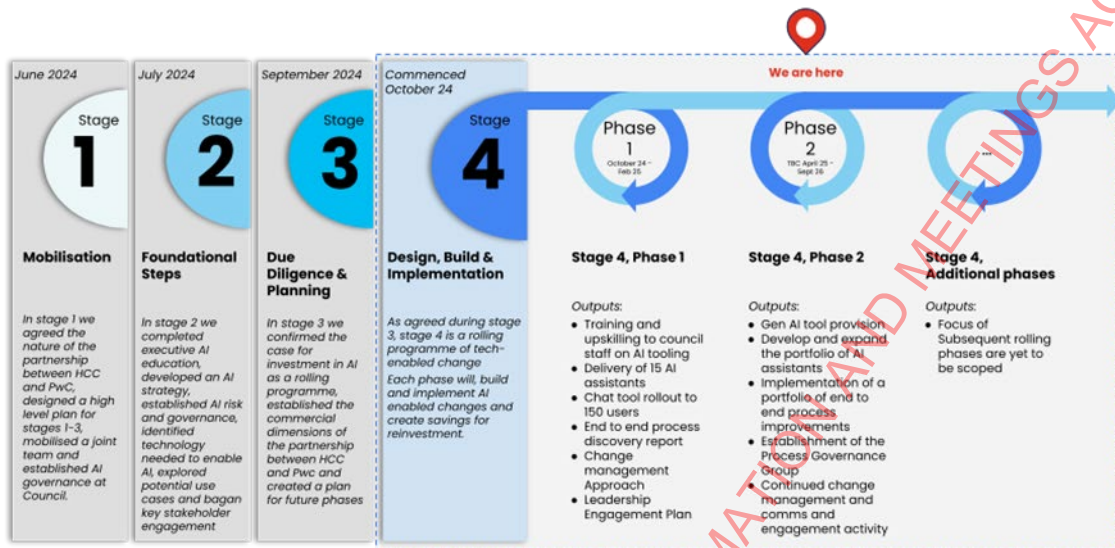 We are here
June 2024
Stage
1
Mobilisation
In stage 1 we
agreed the
nature of the
partnership
between HCC
and PwC,
designed a high
level plan for
stages 1-3,
mobilised a joint
team and
established AI
governance at
Council.
July 2024
Stage
2
Foundational
Steps
In stage 2 we
completed
executive AI
education,
developed an AI
strategy,
established AI risk
and governance,
identified
technology
needed to enable
AI, explored
potential use
cases and bagan
key stakeholder
engagement
September 2024
Stage
3
Due
Diligence &
Planning
In stage 3 we
confirmed the
case for
investment in AI
as a rolling
programme,
established the
commercial
dimensions of
the partnership
between HCC
and Pwc and
created a plan
for future phases
Commenced
October 24
Stage
4
Design, Build &
Implementation
As agreed during stage
3, stage 4 is a rolling
programme of tech-
enabled change
Each phase will, build
and implement AI
enabled changes and
create savings for
reinvestment.
Phase
1
October 24 -
Feb 25
Stage 4, Phase 1
Outputs:
• Training and
upskilling to council
staff on AI tooling
• Delivery of 15 AI
assistants
• Chat tool rollout to
150 users
• End to end process
discovery report
• Change
management
Approach
• Leadership
Engagement Plan
Phase
2
TBC April 25 -
Sept 26
Stage 4, Phase 2
Outputs:
• Gen AI tool provision
• Develop and expand
the portfolio of AI
assistants
• Implementation of a
portfolio of end to
end process
improvements
• Establishment of the
Process Governance
Group
• Continued change
management and
comms and
engagement activity
...
Stage 4,
Additional phases
Outputs:
• Focus of
Subsequent rolling
phases are yet to
be scoped
MATION AND MEETINGS AC